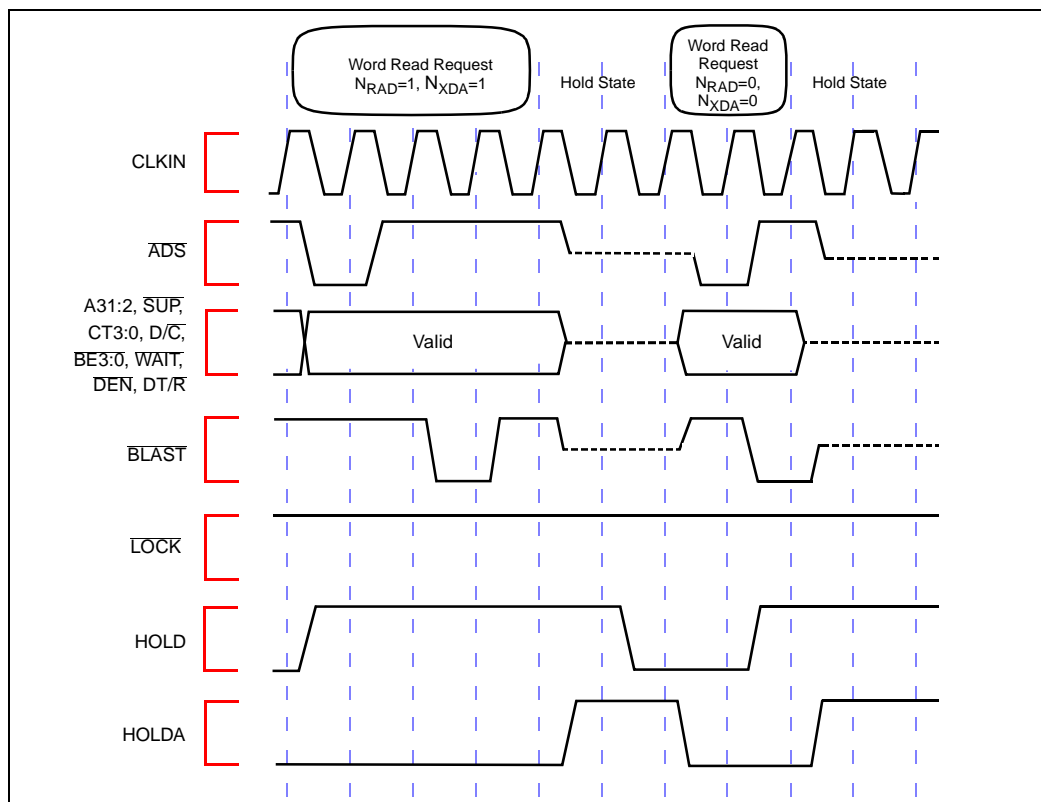 Word Read Request
NRAD=1, NXDA=1
Hold State
Word Read
Request
NRAD=0,
NXDA=0
Hold State
CLKIN
ADS
A31:2, SUP,
CT3:0, D/C,
BE3:0, WAIT,
DEN, DT/R
Valid
Valid
BLAST
LOCK
HOLD
HOLDA